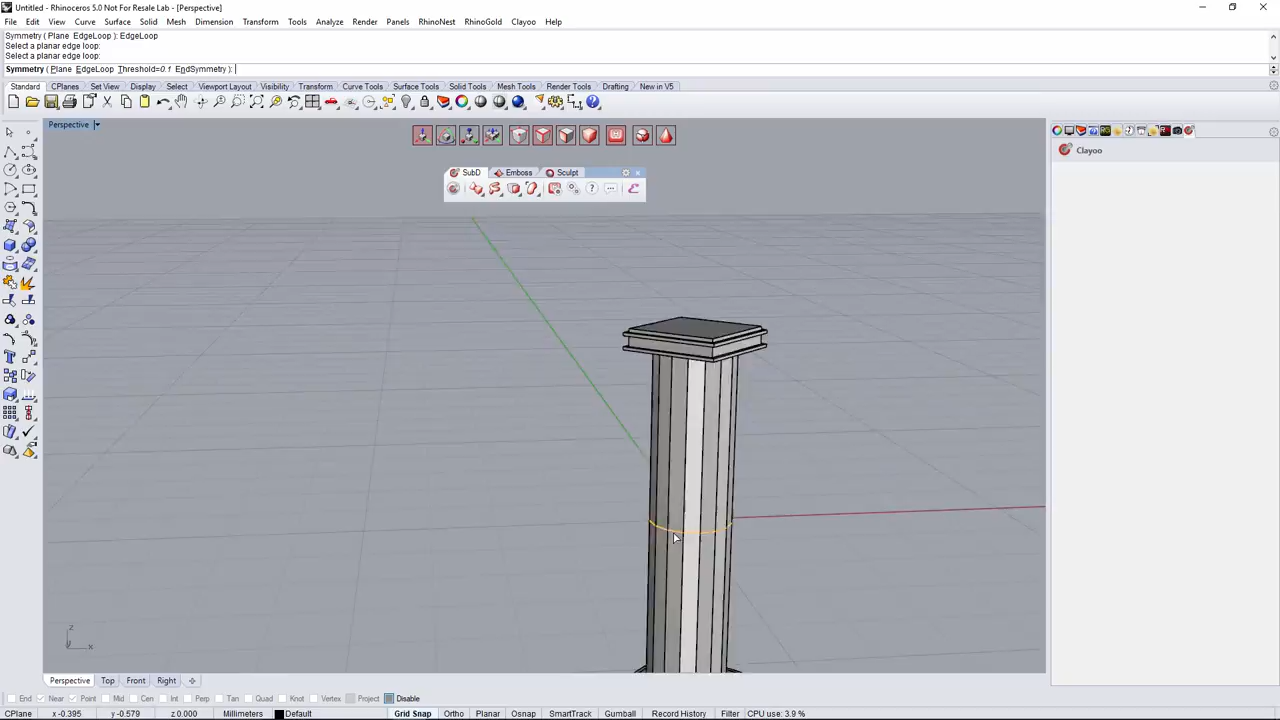 Untitled - Rhinoceros 5.0 Not For Resale Lab - [Perspective]
File Edit View Curve Surface Solid Mesh Dimension Transform Tools Analyze Render Panels RhinoNest RhinoGold Clayoo Help
Symmetry ( Plane EdgeLoop ): EdgeLoop
Select a planar edge loop:
Select a planar edge loop:
Symmetry ( Plane EdgeLoop Threshold=0.1 EndSymmetry ):
Standard CPlanes Set View Display Select Viewport Layout Visibility Transform Curve Tools Surface Tools Solid Tools Mesh Tools Render Tools Drafting New in V5
Perspective
Clayoo
SubD Emboss Sculpt
z
y
x
Perspective Top Front Right
End Near Point Mid Cen Int Perp Tan Quad Knot Vertex Project Disable
CPlane x -0.395 y -0.579 z 0.000 Millimeters Default Grid Snap Ortho Planar Osnap SmartTrack Gumball Record History Filter CPU use: 3.9 %